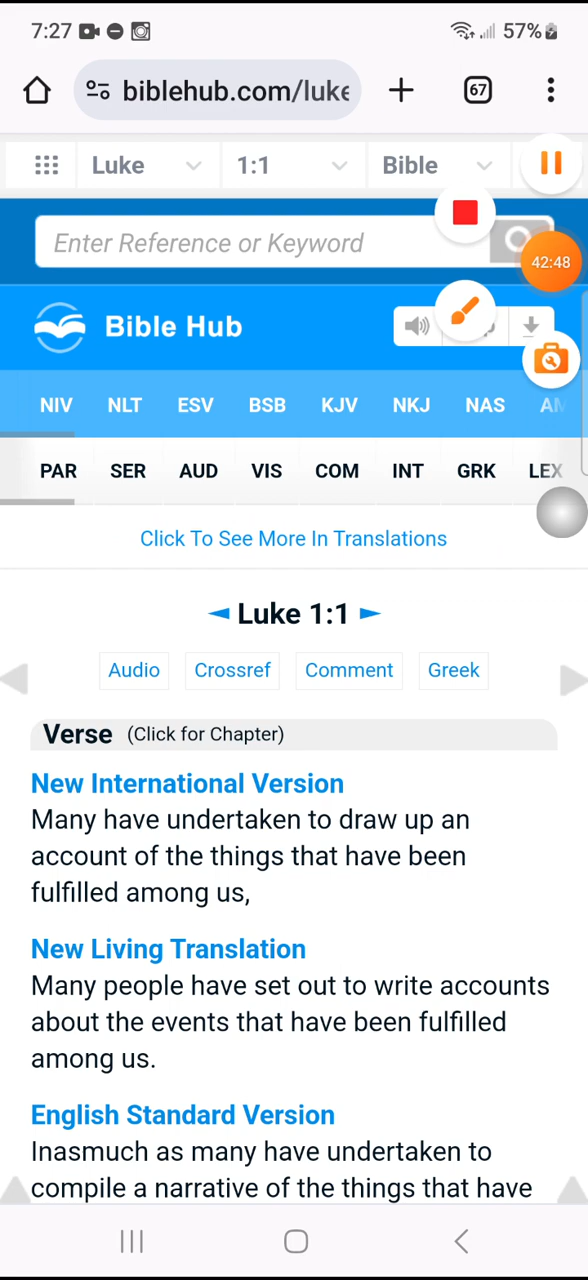 7:27 57%
biblehub.com/luke 67
Luke 1:1 Bible
Enter Reference or Keyword
42:48
Bible Hub
NIV NLT ESV BSB KJV NKJ NAS
PAR SER AUD VIS COM INT GRK LEX
Click To See More In Translations
Luke 1:1
Audio Crossref Comment Greek
Verse (Click for Chapter)
New International Version
Many have undertaken to draw up an
account of the things that have been
fulfilled among us,
New Living Translation
Many people have set out to write accounts
about the events that have been fulfilled
among us.
English Standard Version
Inasmuch as many have undertaken to
compile a narrative of the things that have